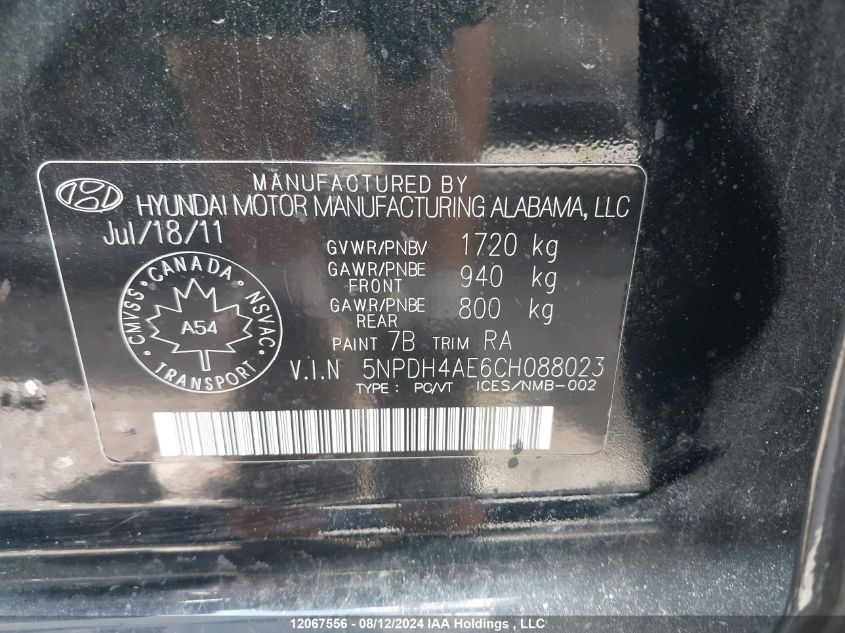 MANUFACTURED BY
HYUNDAI MOTOR MANUFACTURING ALABAMA, LLC
Jul/18/11
GVWR/PNBV 1720 kg
GAWR/PNBE FRONT 940 kg
GAWR/PNBE REAR 800 kg
PAINT 7B TRIM RA
CMVSS · CANADA · NSVAC · TRANSPORT ·
A54
V.I.N 5NPDH4AE6CH088023
TYPE : PC/VT ICES/NMB-002
12067556 - 08/12/2024 IAA Holdings, LLC